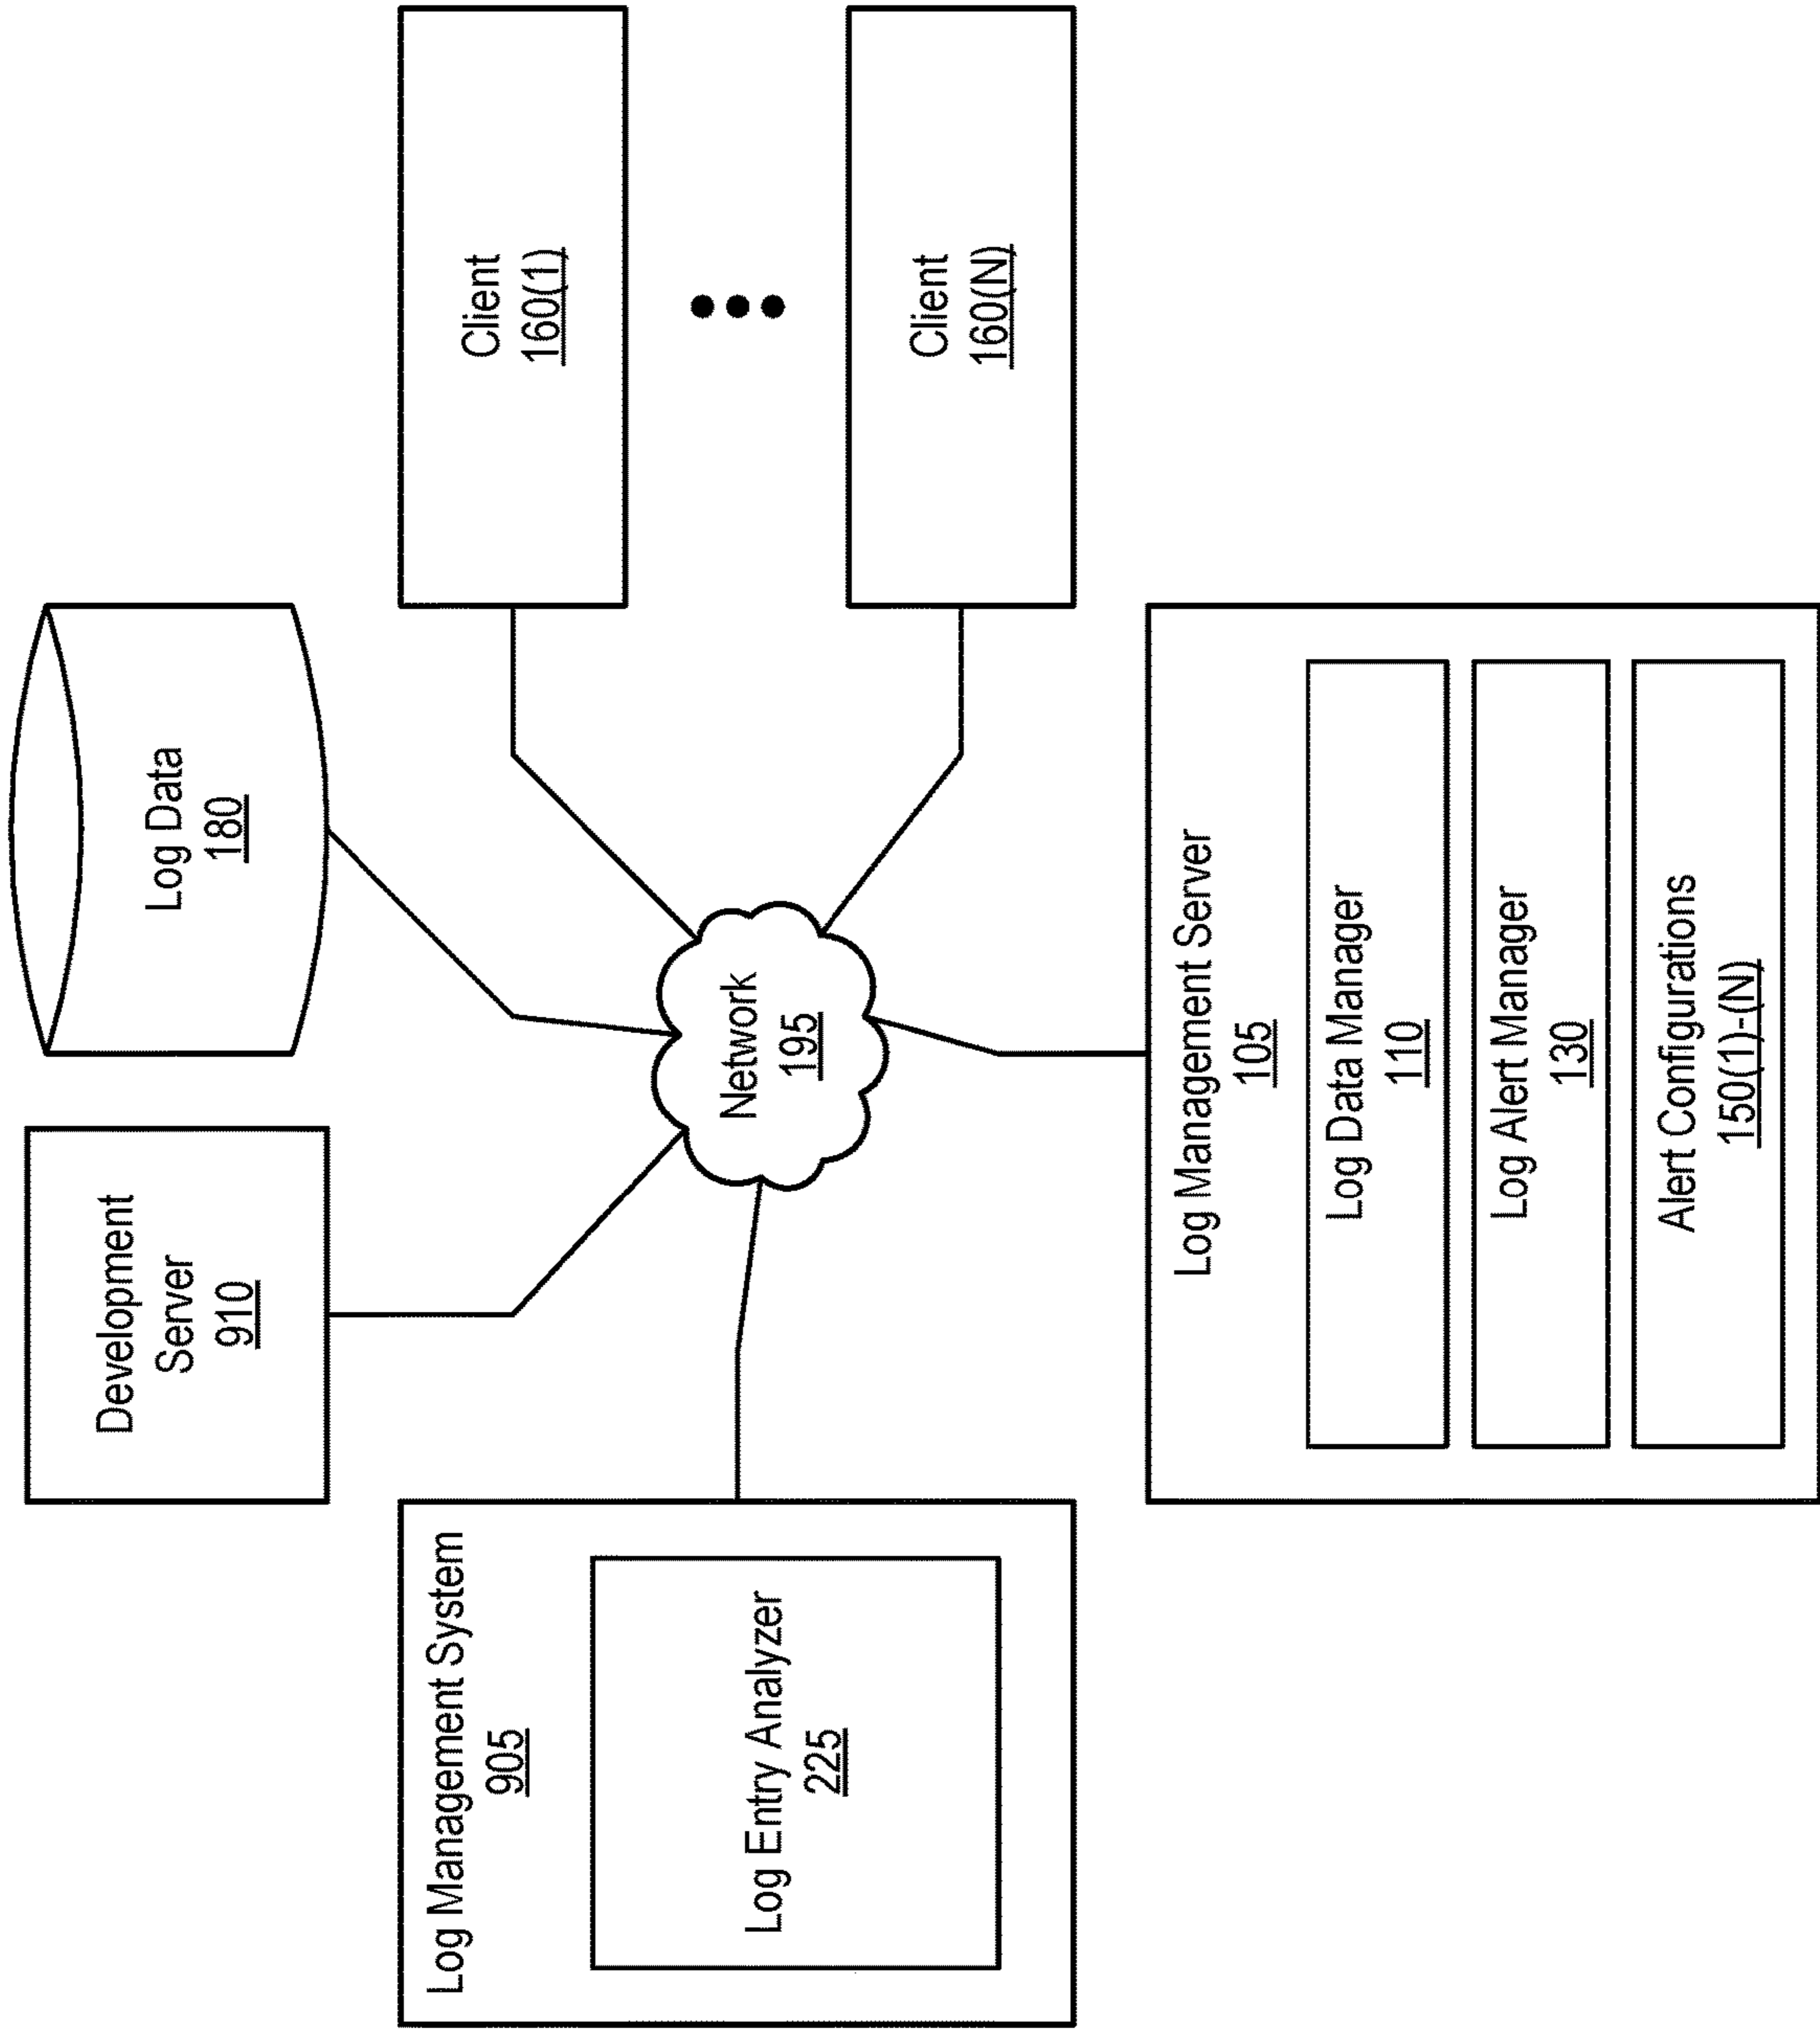 Development
Server
910
Log Data
180
Log Management System
905
Log Entry Analyzer
225
Network
195
Client
160(1)
Client
160(N)
Log Management Server
105
Log Data Manager
110
Log Alert Manager
130
Alert Configurations
150(1)-(N)